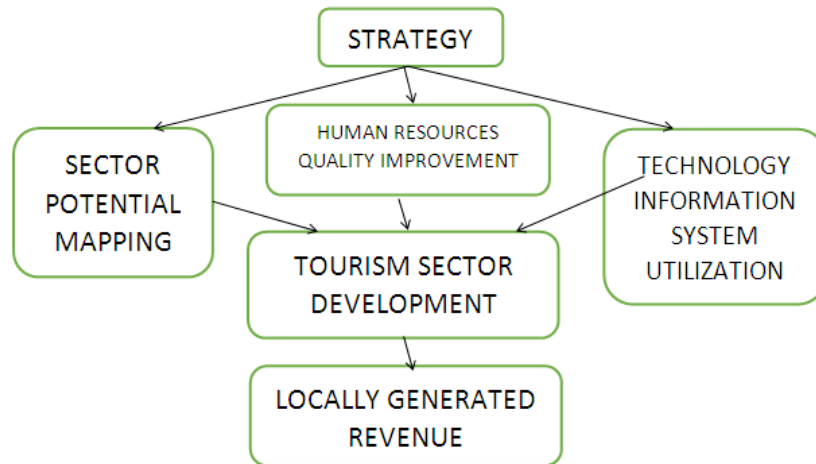 STRATEGY
SECTOR
POTENTIAL
MAPPING
HUMAN RESOURCES
QUALITY IMPROVEMENT
TECHNOLOGY
INFORMATION
SYSTEM
UTILIZATION
TOURISM SECTOR
DEVELOPMENT
LOCALLY GENERATED
REVENUE